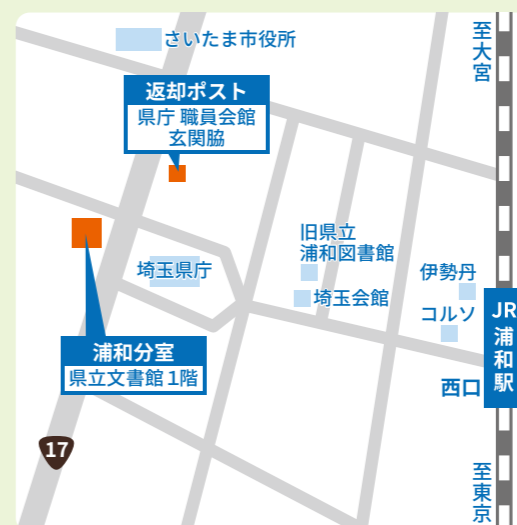 さいたま市役所
至大宮
返却ポスト
県庁 職員会館
玄関脇
旧県立
浦和図書館
埼玉県庁
埼玉会館
伊勢丹
コルソ
JR浦和駅
浦和分室
県立文書館1階
西口
17
至東京